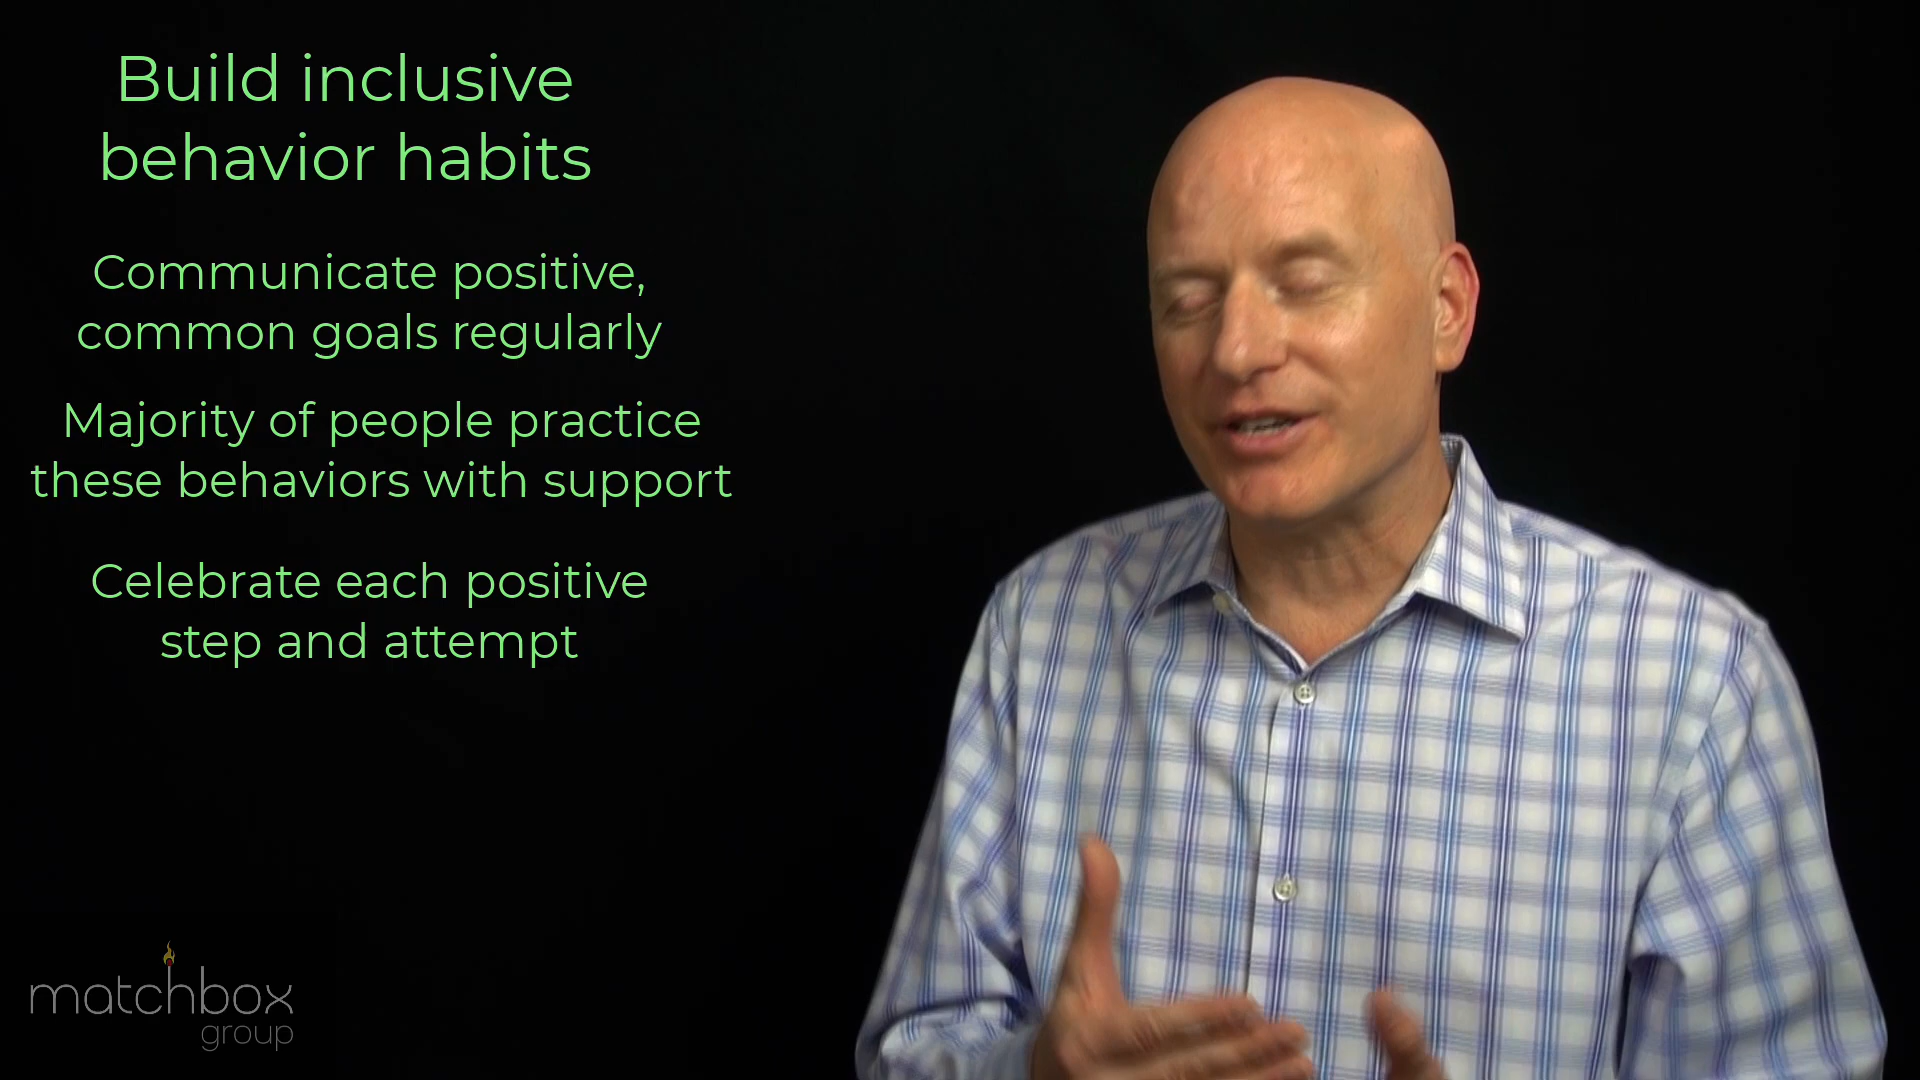 Build inclusive
behavior habits
Communicate positive,
common goals regularly
Majority of people practice
these behaviors with support
Celebrate each positive
step and attempt
matchbox
group